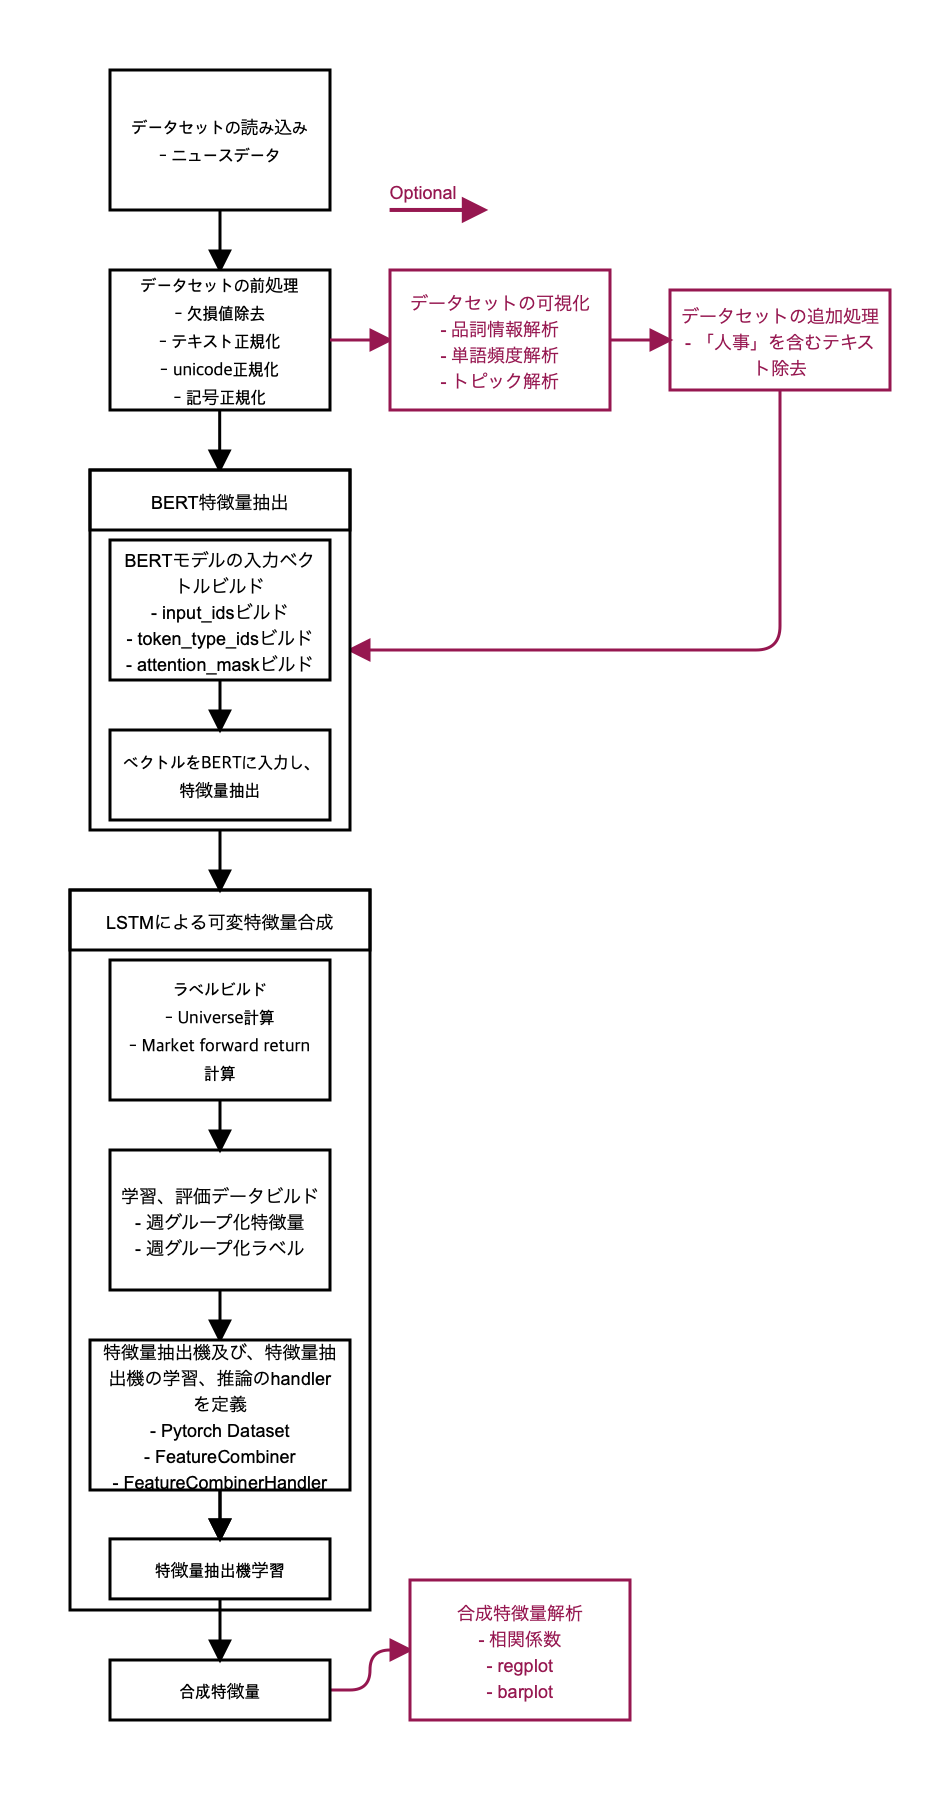 データセットの読み込み
- ニュースデータ
Optional
データセットの前処理
- 欠損値除去
- テキスト正規化
- unicode正規化
- 記号正規化
データセットの可視化
- 品詞情報解析
- 単語頻度解析
- トピック解析
データセットの追加処理
- 「人事」を含むテキス
ト除去
BERT特徴量抽出
BERTモデルの入力ベク
トルビルド
- input_idsビルド
- token_type_idsビルド
- attention_maskビルド
ベクトルをBERTに入力し、
特徴量抽出
LSTMによる可変特徴量合成
ラベルビルド
- Universe計算
- Market forward return
計算
学習、評価データビルド
- 週グループ化特徴量
- 週グループ化ラベル
特徴量抽出機及び、特徴量抽
出機の学習、推論のhandler
を定義
- Pytorch Dataset
- FeatureCombiner
- FeatureCombinerHandler
特徴量抽出機学習
合成特徴量
合成特徴量解析
- 相関係数
- regplot
- barplot